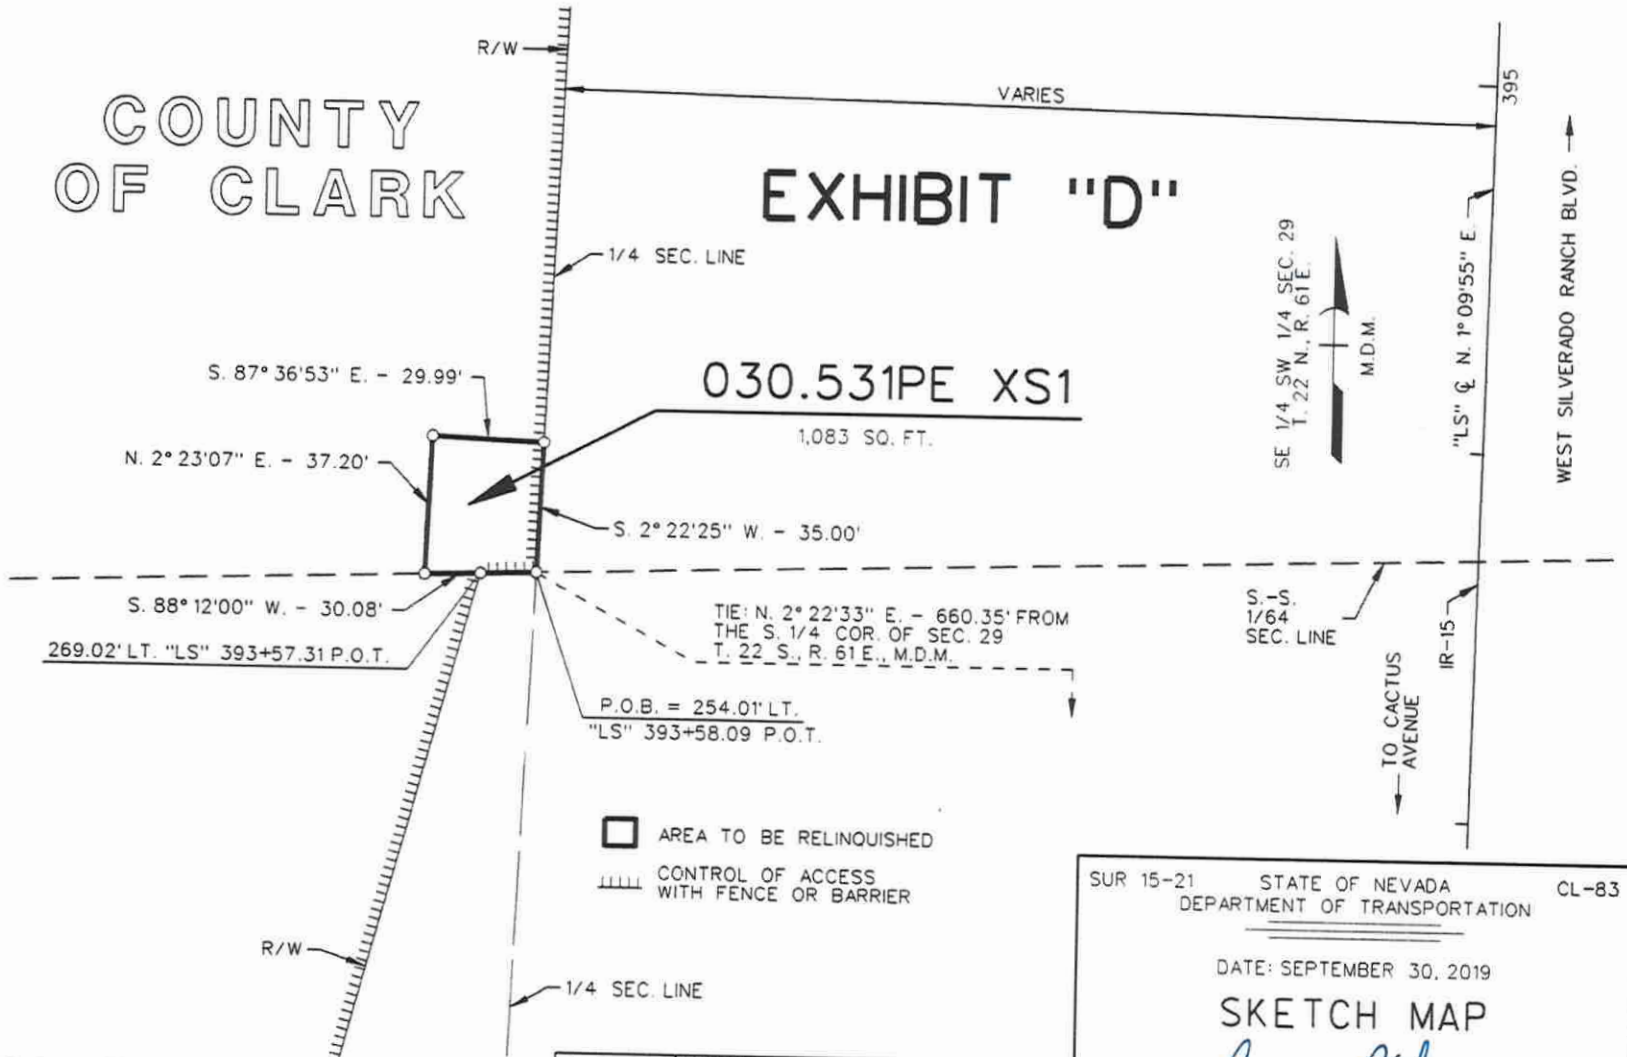 R/W
VARIES
395
COUNTY
OF CLARK
EXHIBIT "D"
WEST SILVERADO RANCH BLVD.
1/4 SEC. LINE
SE 1/4 SW 1/4 SEC. 29
T. 22 N., R. 61 E.
M.D.M.
"LS" ℄ N. 1° 09'55" E.
S. 87° 36'53" E. - 29.99'
030.531PE XS1
1,083 SQ. FT.
N. 2° 23'07" E. - 37.20'
S. 2° 22'25" W. - 35.00'
S. 88° 12'00" W. - 30.08'
269.02' LT. "LS" 393+57.31 P.O.T.
TIE: N. 2° 22'33" E. - 660.35' FROM
THE S. 1/4 COR. OF SEC. 29
T. 22 S., R. 61 E., M.D.M.
S.-S.
1/64
SEC. LINE
IR-15
TO CACTUS
AVENUE
P.O.B. = 254.01' LT.
"LS" 393+58.09 P.O.T.
AREA TO BE RELINQUISHED
CONTROL OF ACCESS
WITH FENCE OR BARRIER
R/W
1/4 SEC. LINE
SUR 15-21
STATE OF NEVADA
CL-83
DEPARTMENT OF TRANSPORTATION
DATE: SEPTEMBER 30, 2019
SKETCH MAP